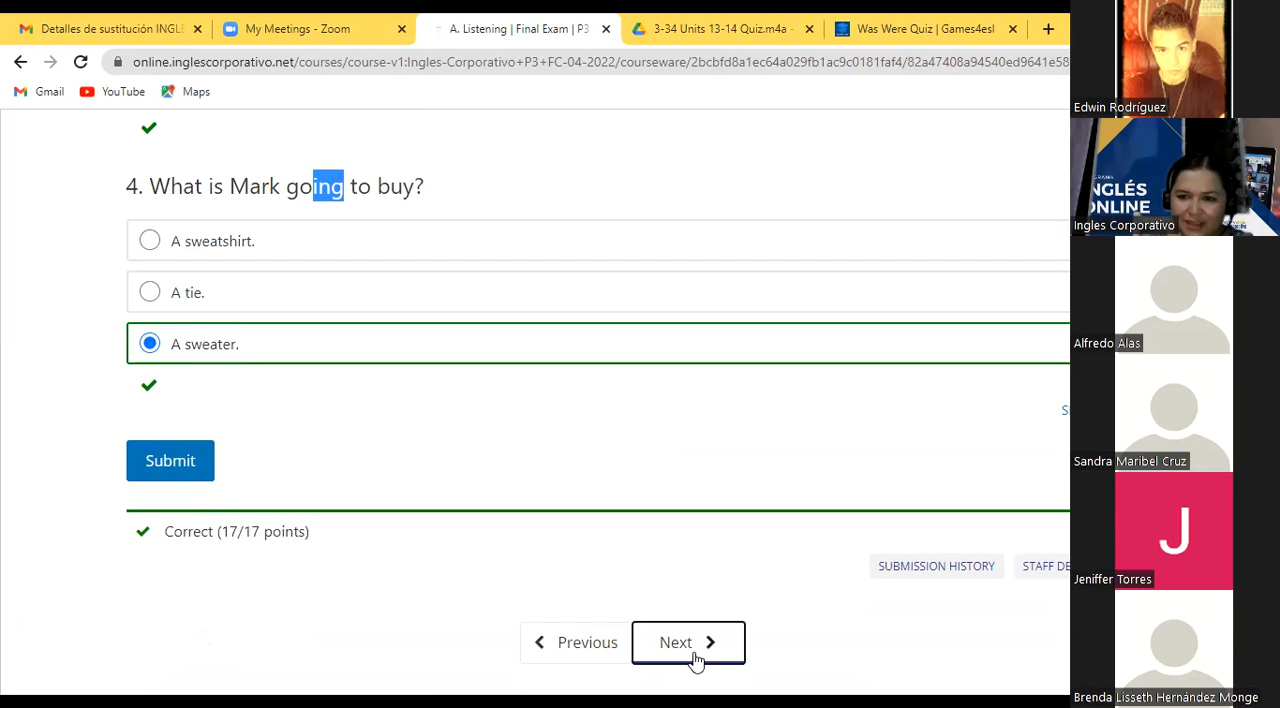 Detalles de sustitución INGLÉ
My Meetings - Zoom
A. Listening | Final Exam | P3
3-34 Units 13-14 Quiz.m4a -
Was Were Quiz | Games4esl
online.inglescorporativo.net/courses/course-v1:Ingles-Corporativo+P3+FC-04-2022/courseware/2bcbfd8a1ec64a029fb1ac9c0181faf4/82a47408a94540ed9641e58
Gmail
YouTube
Maps
4. What is Mark going to buy?
A sweatshirt.
A tie.
A sweater.
S
Submit
Correct (17/17 points)
SUBMISSION HISTORY
STAFF DE
Previous
Next
Edwin Rodríguez
INGLÉS
ONLINE
Ingles Corporativo
Alfredo Alas
Sandra Maribel Cruz
J
Jeniffer Torres
Brenda Lisseth Hernández Monge